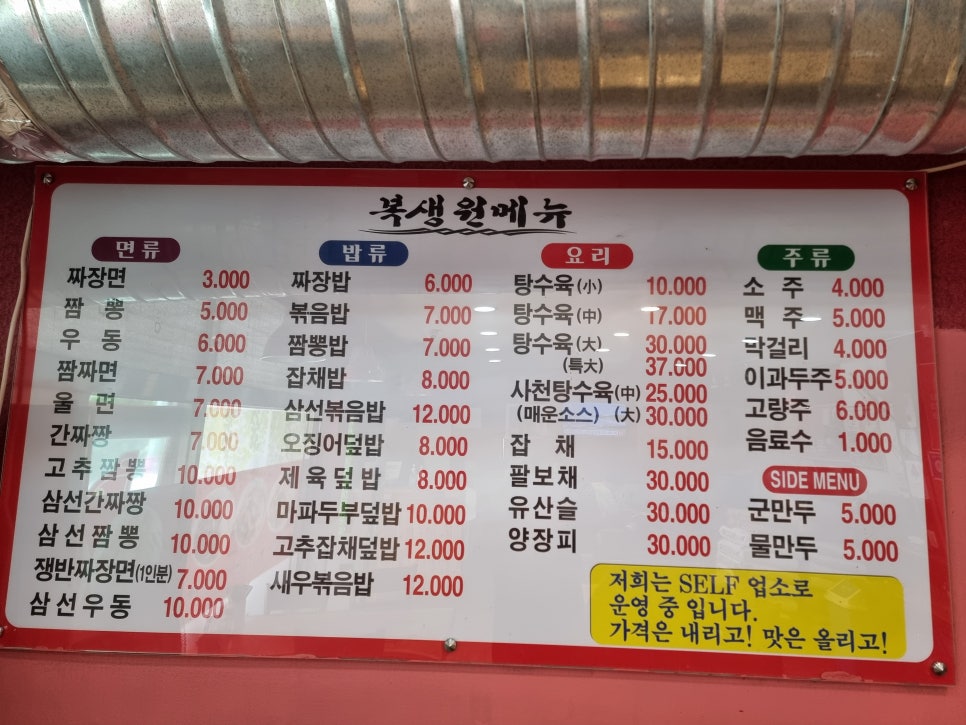 북생원메뉴
면류
짜장면 3.000
짬 뽕 5.000
우 동 6.000
짬짜면 7.000
울 면 7.000
간짜장 7.000
고추짬뽕 10.000
삼선간짜장 10.000
삼선짬뽕 10.000
쟁반짜장면(1인분) 7.000
삼선우동 10.000
밥류
짜장밥 6.000
볶음밥 7.000
짬뽕밥 7.000
잡채밥 8.000
삼선볶음밥 12.000
오징어덮밥 8.000
제육덮밥 8.000
마파두부덮밥 10.000
고추잡채덮밥 12.000
새우볶음밥 12.000
요리
탕수육(小) 10.000
탕수육(中) 17.000
탕수육(大) 30.000
(특大) 37.600
사천탕수육(中) 25.000
(매운소스) (大) 30.000
잡 채 15.000
팔보채 30.000
유산슬 30.000
양장피 30.000
주류
소 주 4.000
맥 주 5.000
막걸리 4.000
이과두주 5.000
고량주 6.000
음료수 1.000
SIDE MENU
군만두 5.000
물만두 5.000
저희는 SELF 업소로
운영 중 입니다.
가격은 내리고! 맛은 올리고!